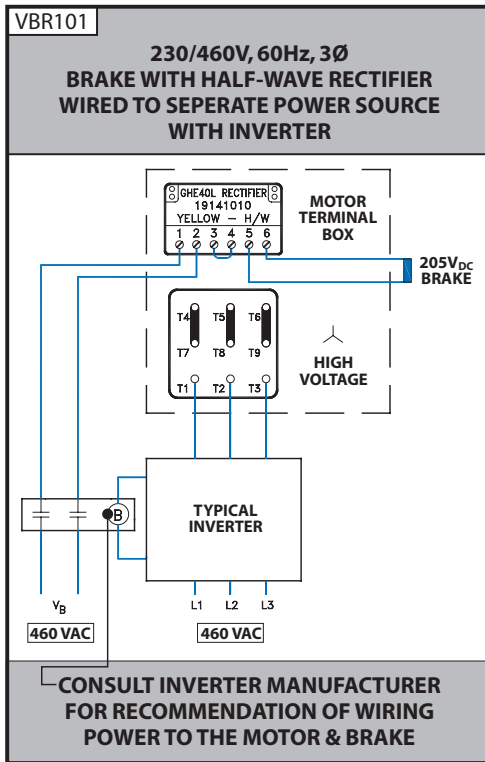 VBR101
230/460V, 60Hz, 3Ø
BRAKE WITH HALF-WAVE RECTIFIER
WIRED TO SEPERATE POWER SOURCE
WITH INVERTER
GHE40L RECTIFIER
19141010
YELLOW - H/W
1 2 3 4 5 6
MOTOR
TERMINAL
BOX
205VDC
BRAKE
T4 T5 T6
T7 T8 T9
T1 T2 T3
HIGH
VOLTAGE
B
TYPICAL
INVERTER
VB
L1 L2 L3
460 VAC
460 VAC
CONSULT INVERTER MANUFACTURER
FOR RECOMMENDATION OF WIRING
POWER TO THE MOTOR & BRAKE